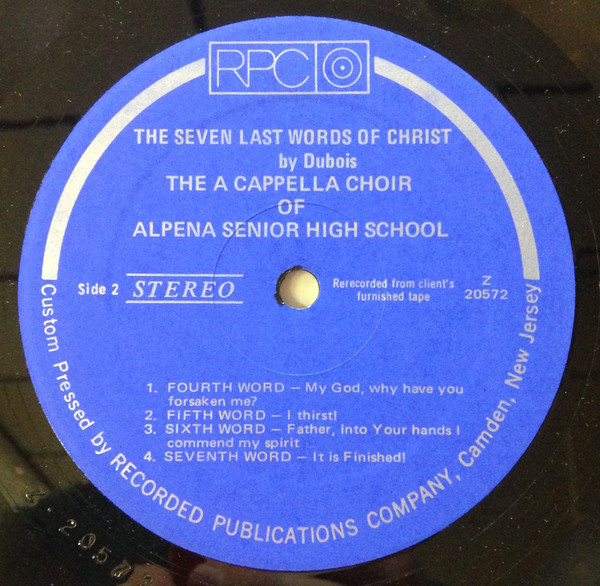 RPC
THE SEVEN LAST WORDS OF CHRIST
by Dubois
THE A CAPPELLA CHOIR
OF
ALPENA SENIOR HIGH SCHOOL
Side 2 STEREO
Rerecorded from client's
furnished tape
Z
20572
1. FOURTH WORD – My God, why have you
forsaken me?
2. FIFTH WORD – I thirst!
3. SIXTH WORD – Father, Into Your hands I
commend my spirit
4. SEVENTH WORD – It is Finished!
Custom Pressed by RECORDED PUBLICATIONS COMPANY, Camden, New Jersey